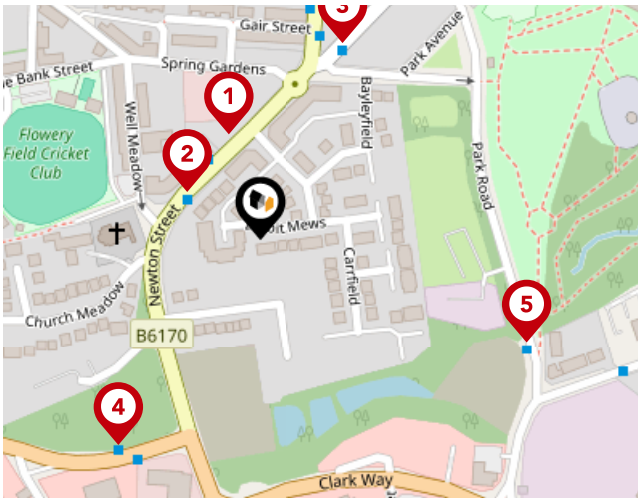 3
Gair Street
Park Avenue
Bank Street
Spring Gardens
1
Bayleyfield
Well Meadow
Flowery
Field Cricket
Club
2
Park Road
Mews
Newton Street
Carrfield
Church Meadow
5
B6170
4
Clark Way